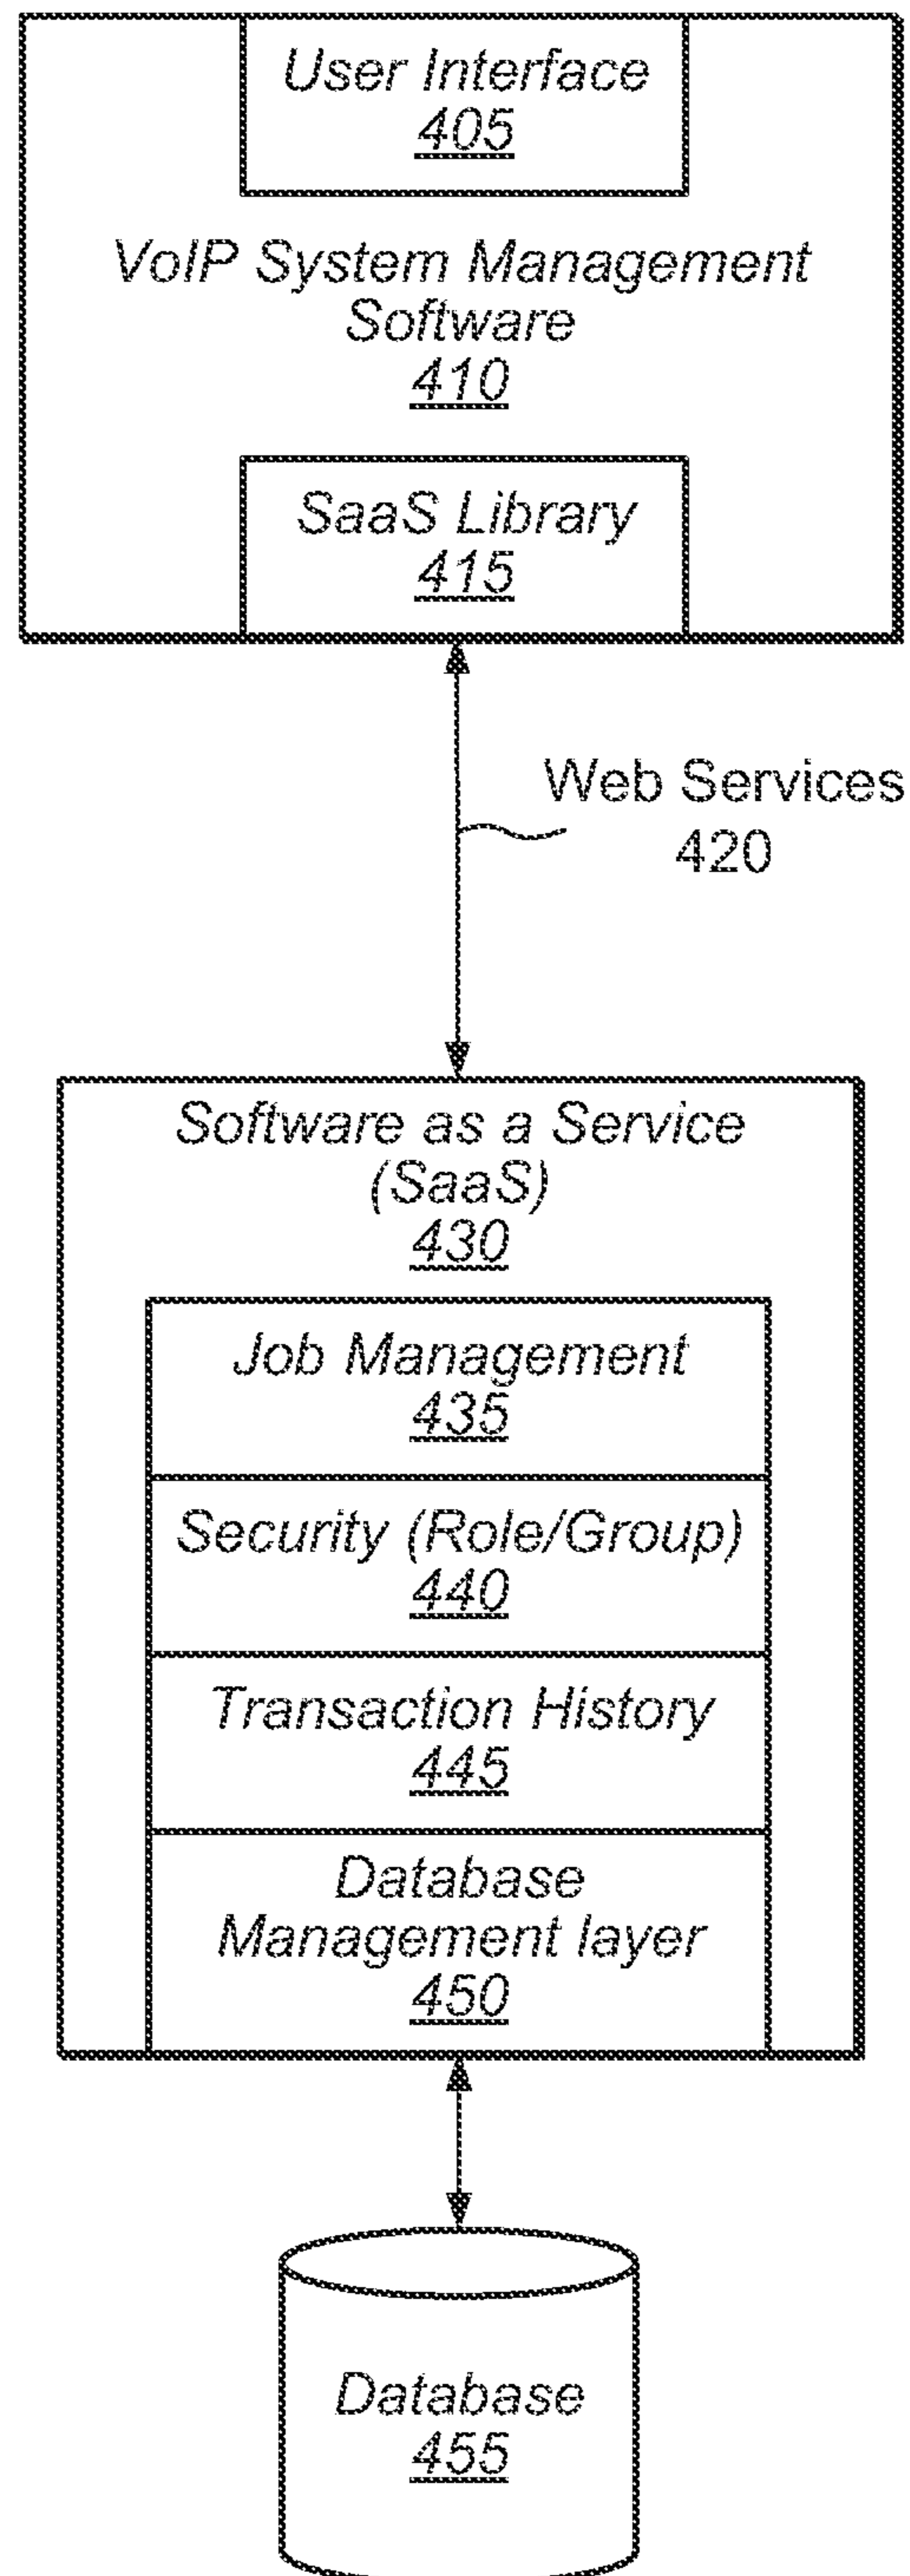 User Interface
405
VoIP System Management
Software
410
SaaS Library
415
Web Services
420
Software as a Service
(SaaS)
430
Job Management
435
Security (Role/Group)
440
Transaction History
445
Database
Management layer
450
Database
455